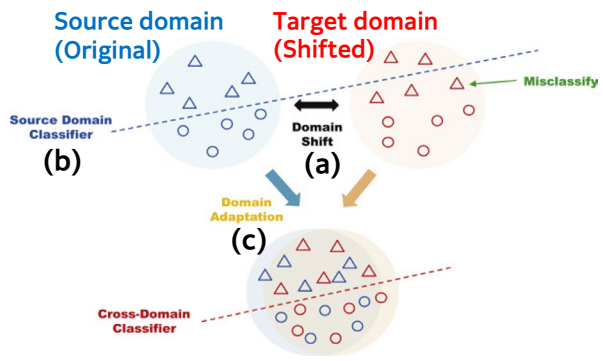 Source domain
(Original)
Target domain
(Shifted)
Misclassify
Source Domain
Classifier
(b)
Domain
Shift
(a)
Domain
Adaptation
(c)
Cross-Domain
Classifier